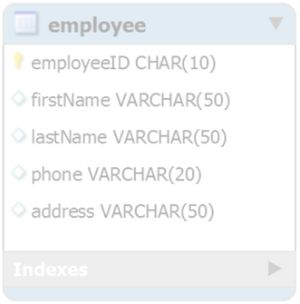 employee
employeeID CHAR(10)
firstName VARCHAR(50)
lastName VARCHAR(50)
phone VARCHAR(20)
address VARCHAR(50)
Indexes